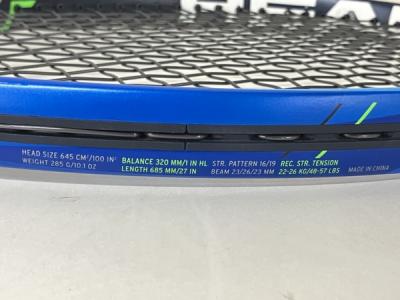 HEAD
HEAD SIZE 645 CM²/100 IN² BALANCE 320 MM/1 IN HL STR. PATTERN 16/19 REC. STR. TENSION
WEIGHT 285 G/10.1 OZ LENGTH 685 MM/27 IN BEAM 23/26/23 MM 22-26 KG/48-57 LBS MADE IN CHINA